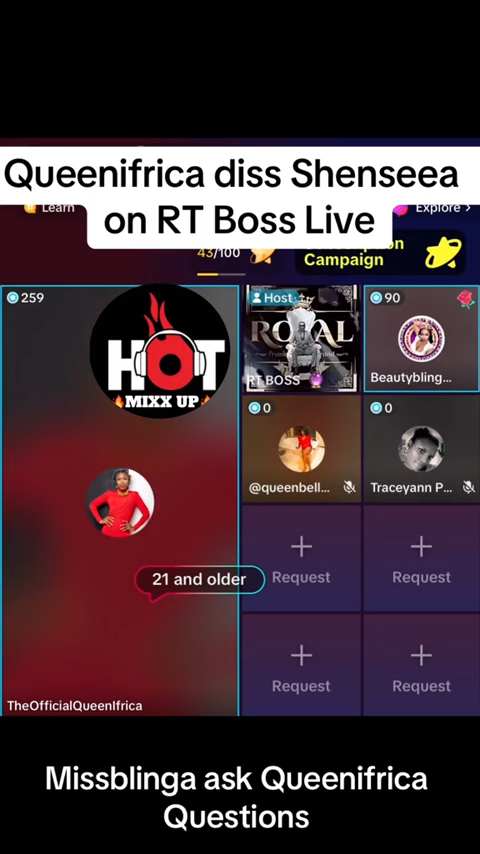 Queenifrica diss Shenseea
on RT Boss Live
Learn
Explore >
43/100
Campaign
259
HOT
MIXX UP
Host
ROYAL
RT BOSS
90
Beautybling...
0
@queenbell...
0
Traceyann P...
21 and older
+
Request
+
Request
+
Request
+
Request
TheOfficialQueenIfrica
Missblinga ask Queenifrica
Questions